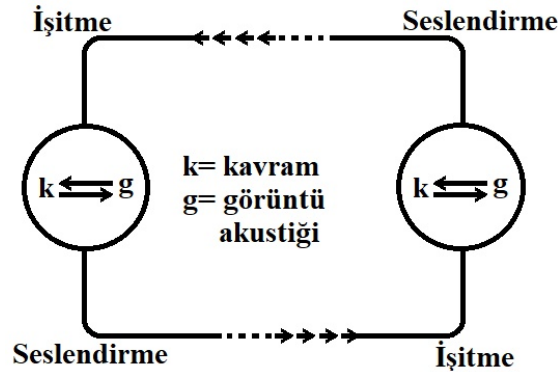 İşitme
Seslendirme
k g
k= kavram
g= görüntü
akustiği
k g
Seslendirme
İşitme